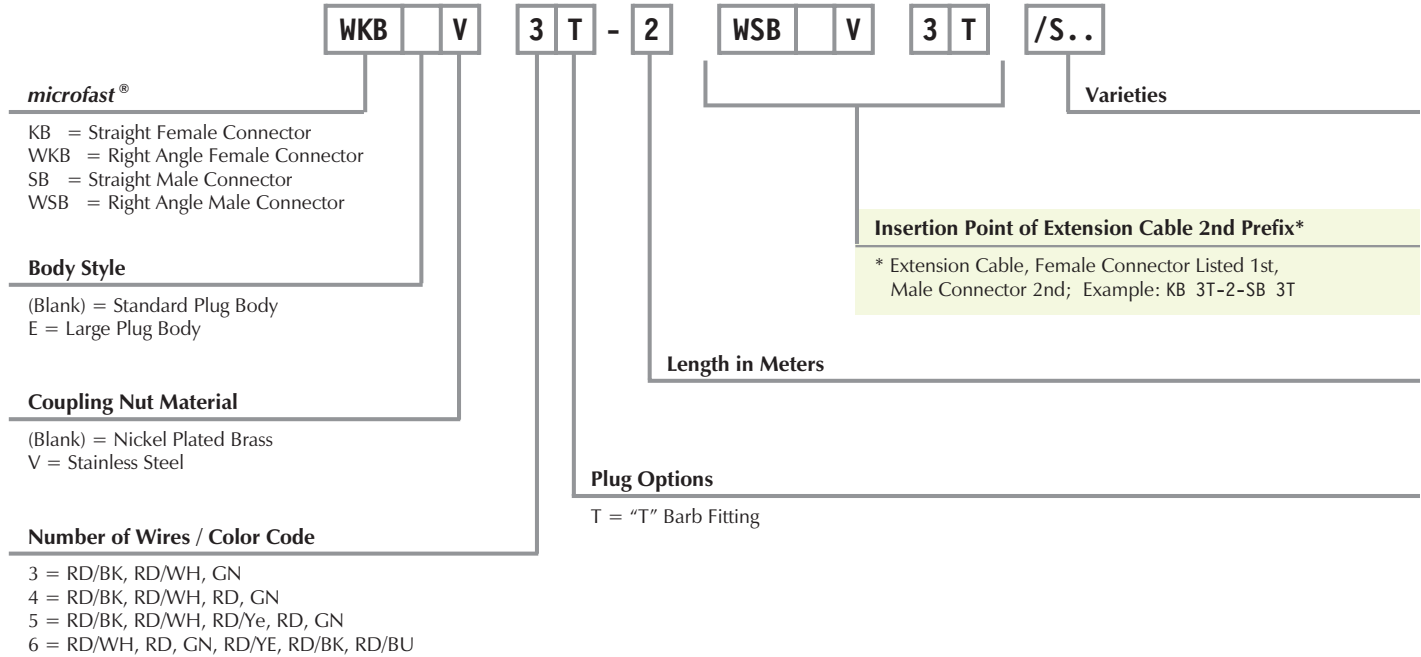 WKB V 3 T - 2 WSB V 3 T /S..
microfast®
KB = Straight Female Connector
WKB = Right Angle Female Connector
SB = Straight Male Connector
WSB = Right Angle Male Connector
Body Style
(Blank) = Standard Plug Body
E = Large Plug Body
Coupling Nut Material
(Blank) = Nickel Plated Brass
V = Stainless Steel
Number of Wires / Color Code
3 = RD/BK, RD/WH, GN
4 = RD/BK, RD/WH, RD, GN
5 = RD/BK, RD/WH, RD/Ye, RD, GN
6 = RD/WH, RD, GN, RD/YE, RD/BK, RD/BU
Plug Options
T = “T” Barb Fitting
Length in Meters
Insertion Point of Extension Cable 2nd Prefix*
* Extension Cable, Female Connector Listed 1st,
Male Connector 2nd; Example: KB 3T-2-SB 3T
Varieties